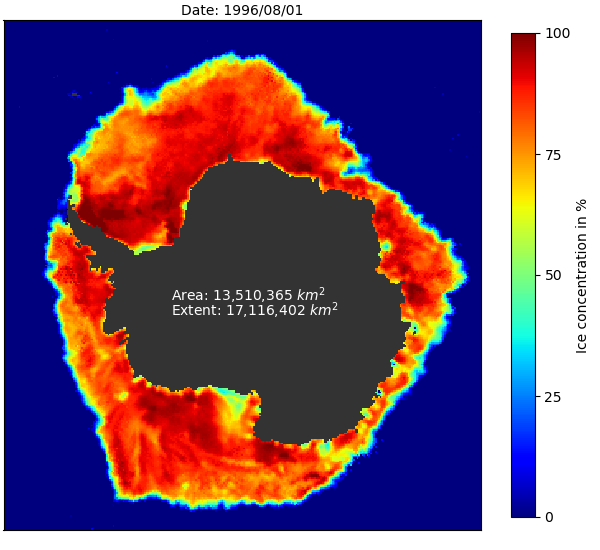 Date: 1996/08/01
100
75
50
25
0
Ice concentration in %
Area: 13,510,365 km²
Extent: 17,116,402 km²